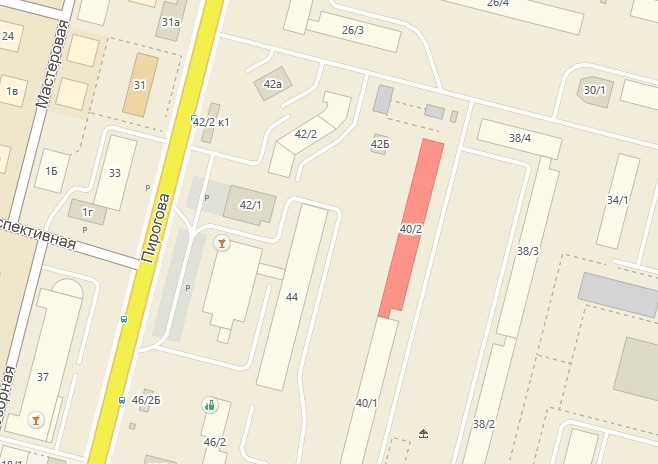 26/4
31а
26/3
24
Мастеровая
31
42а
30/1
1в
42/2 к1
42/2
42Б
38/4
1Б
33
P
34/1
42/1
1г
P
Пирогова
40/2
спективная
38/3
P
44
37
46/2Б
40/1
зорная
46/2
38/2
18/1